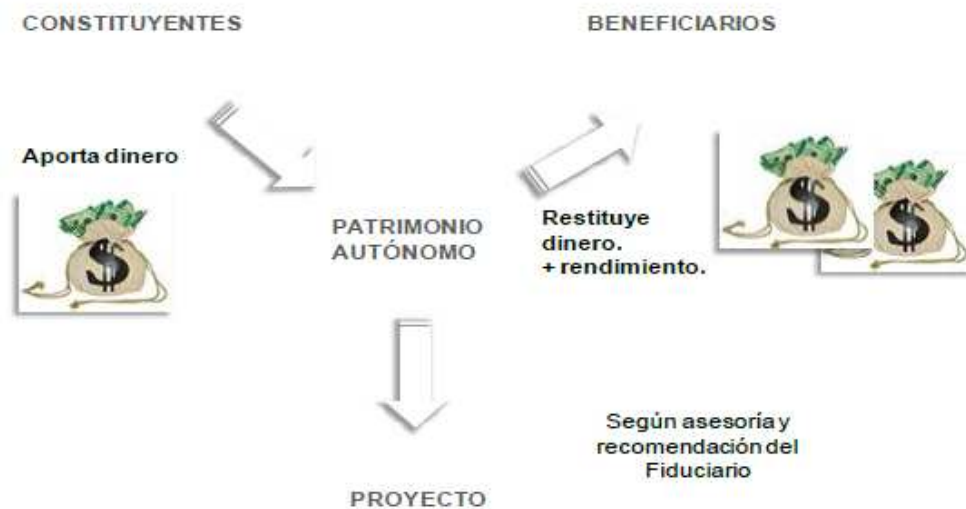 CONSTITUYENTES
BENEFICIARIOS
Aporta dinero
PATRIMONIO
AUTÓNOMO
Restituye
dinero.
+ rendimiento.
Según asesoría y
recomendación del
Fiduciario
PROYECTO